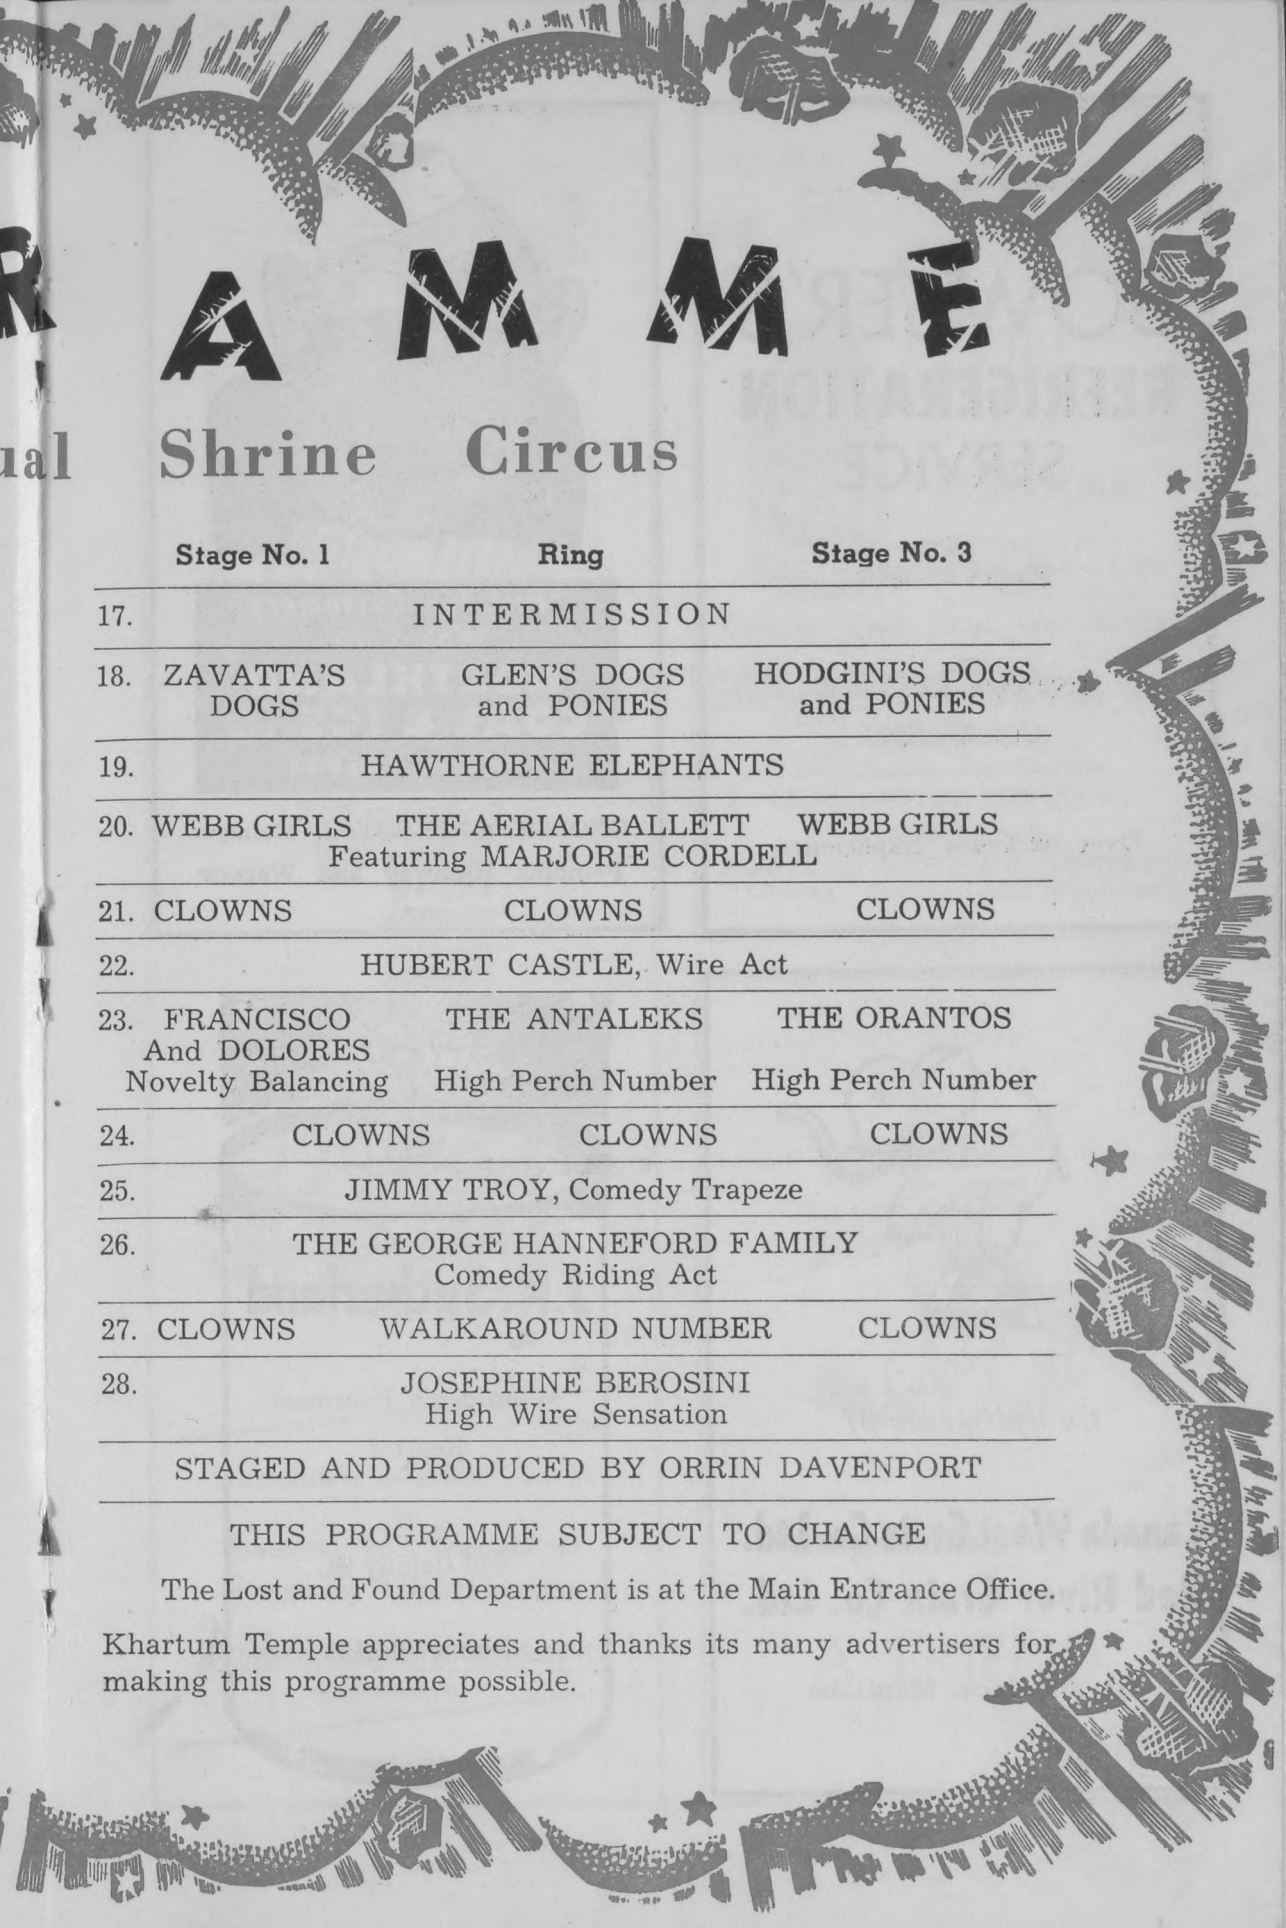 R A M M E
ual Shrine Circus
Stage No. 1 Ring Stage No. 3
17. INTERMISSION
18. ZAVATTA'S GLEN'S DOGS HODGINI'S DOGS
DOGS and PONIES and PONIES
19. HAWTHORNE ELEPHANTS
20. WEBB GIRLS THE AERIAL BALLETT WEBB GIRLS
Featuring MARJORIE CORDELL
21. CLOWNS CLOWNS CLOWNS
22. HUBERT CASTLE, Wire Act
23. FRANCISCO THE ANTALEKS THE ORANTOS
And DOLORES
Novelty Balancing High Perch Number High Perch Number
24. CLOWNS CLOWNS CLOWNS
25. JIMMY TROY, Comedy Trapeze
26. THE GEORGE HANNEFORD FAMILY
Comedy Riding Act
27. CLOWNS WALKAROUND NUMBER CLOWNS
28. JOSEPHINE BEROSINI
High Wire Sensation
STAGED AND PRODUCED BY ORRIN DAVENPORT
THIS PROGRAMME SUBJECT TO CHANGE
The Lost and Found Department is at the Main Entrance Office.
Khartum Temple appreciates and thanks its many advertisers for
making this programme possible.